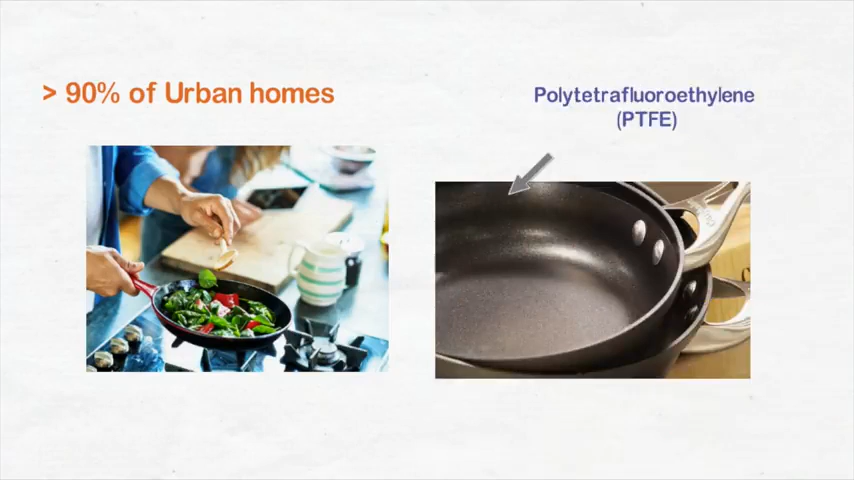 > 90% of Urban homes
Polytetrafluoroethylene
(PTFE)